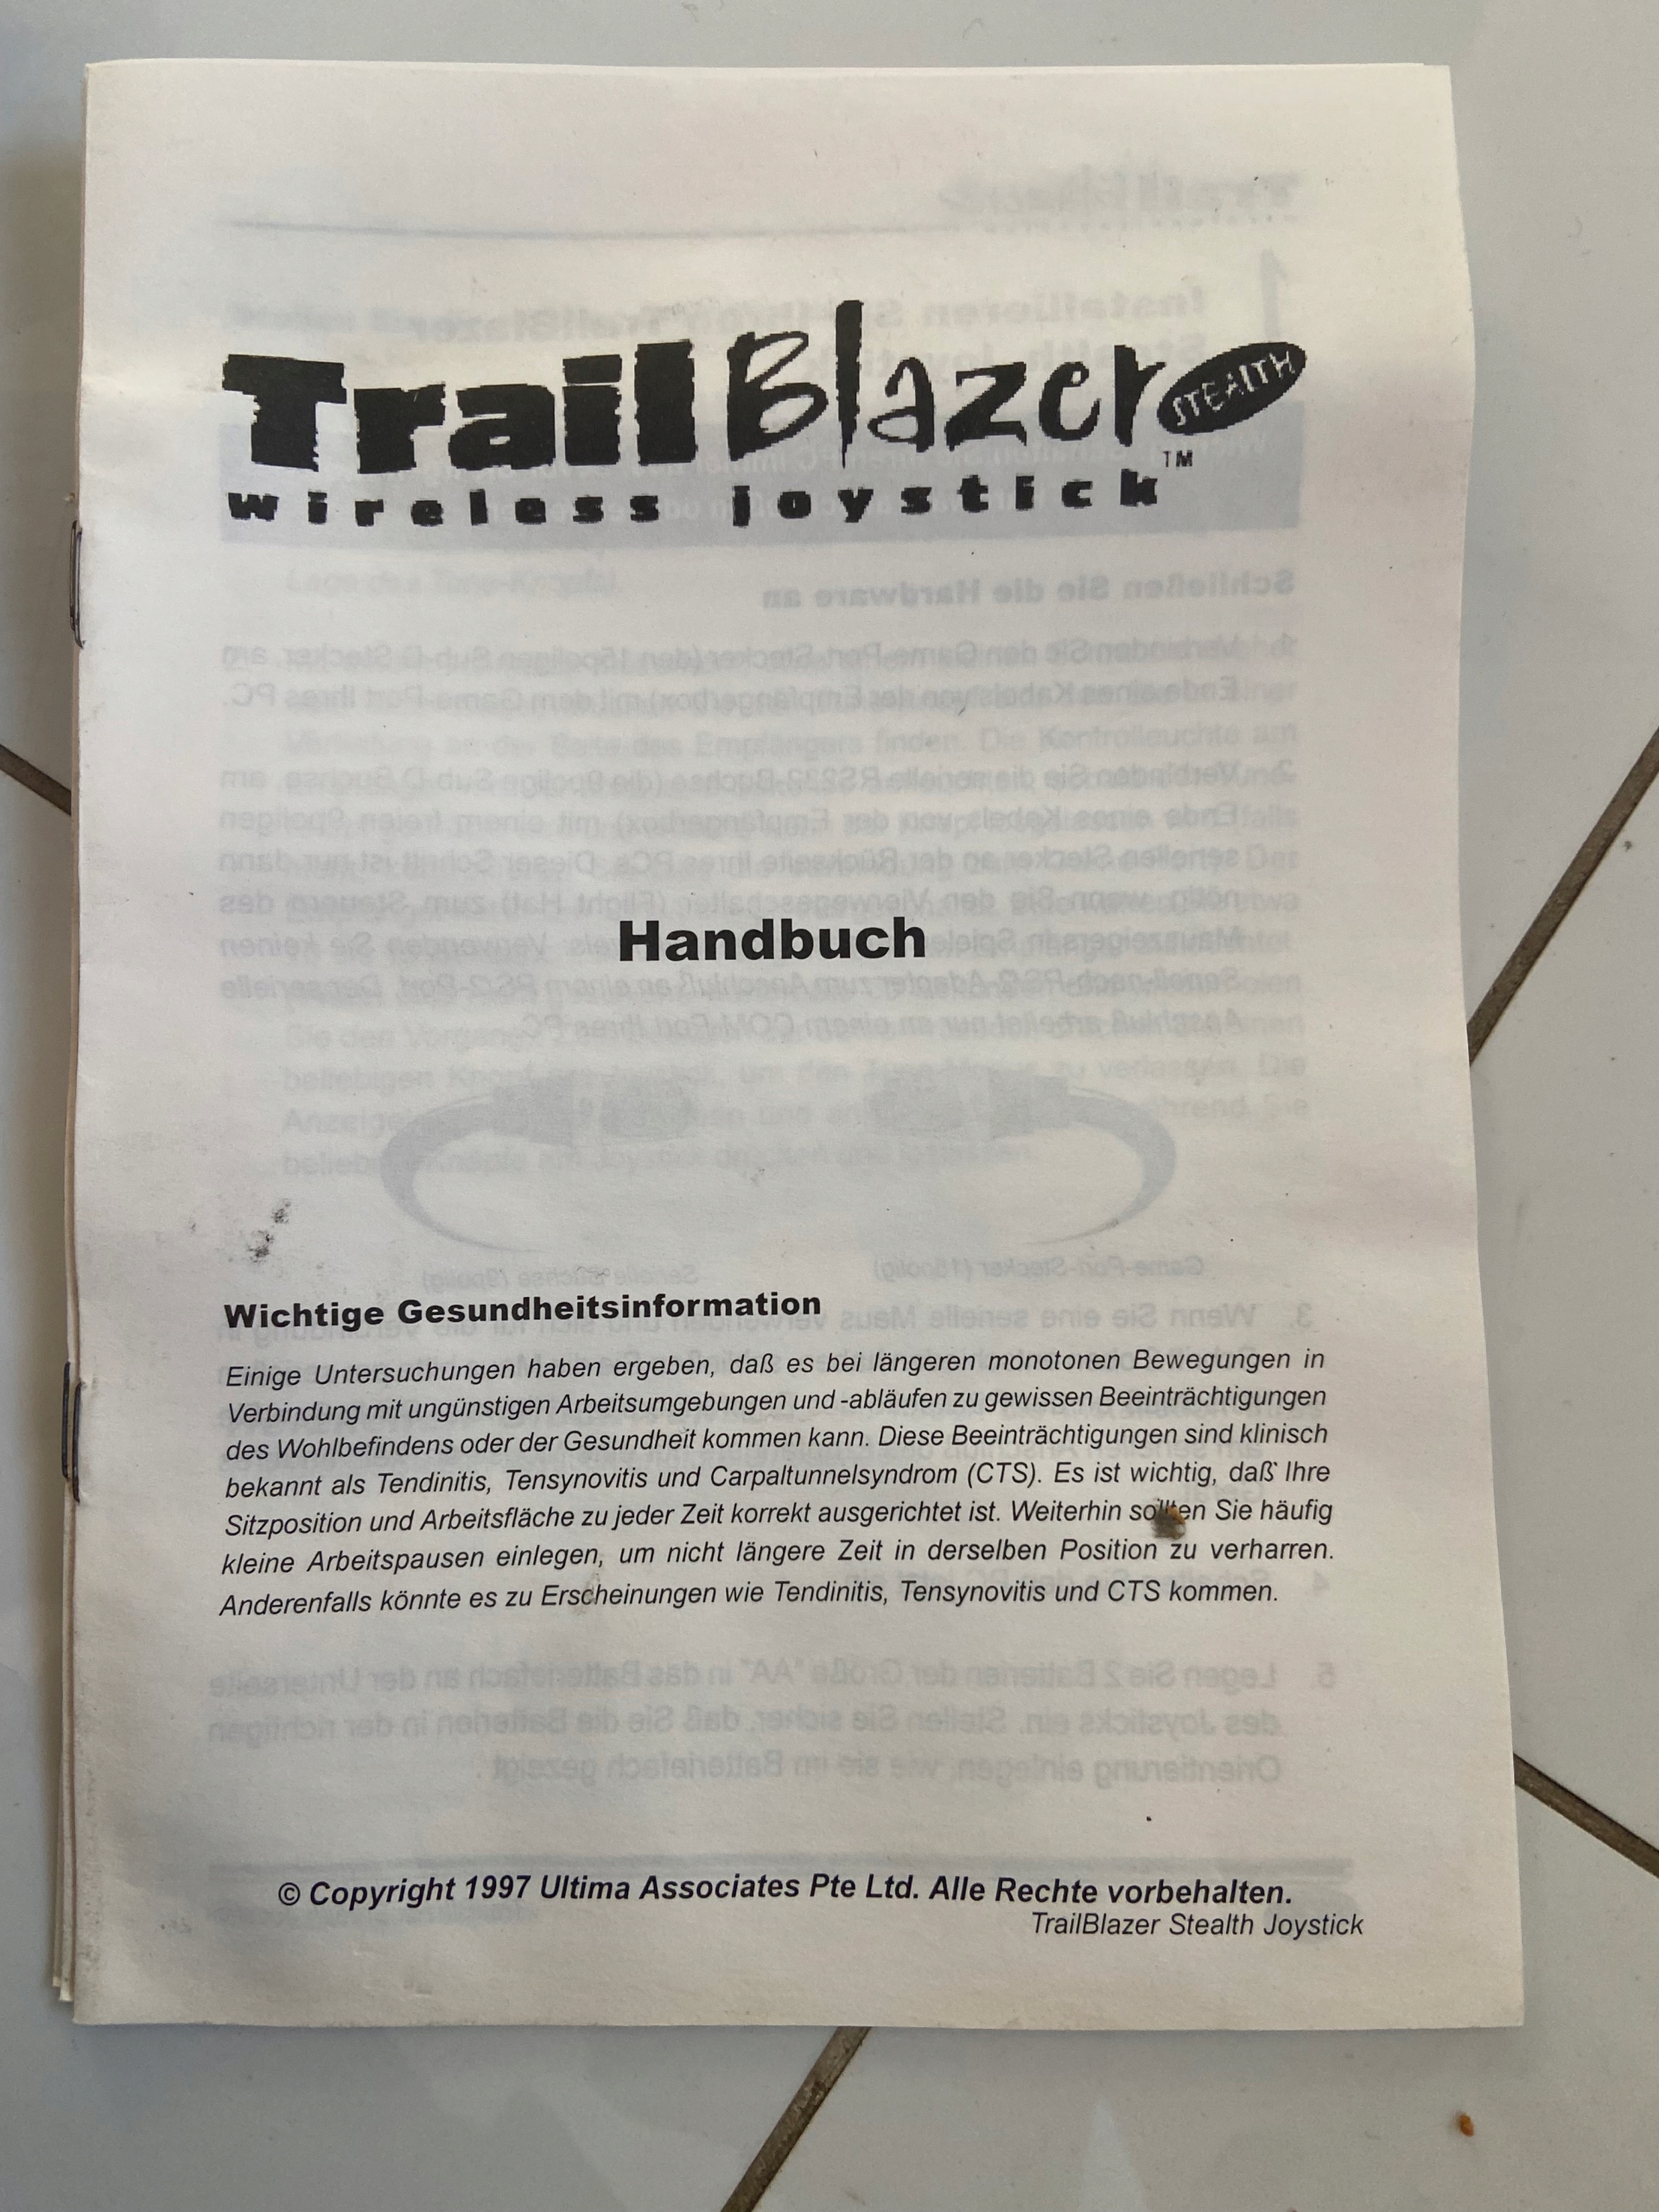 TrailBlazer STEALTH
wireless joystick™
Handbuch
Wichtige Gesundheitsinformation
Einige Untersuchungen haben ergeben, daß es bei längeren monotonen Bewegungen in
Verbindung mit ungünstigen Arbeitsumgebungen und -abläufen zu gewissen Beeinträchtigungen
des Wohlbefindens oder der Gesundheit kommen kann. Diese Beeinträchtigungen sind klinisch
bekannt als Tendinitis, Tensynovitis und Carpaltunnelsyndrom (CTS). Es ist wichtig, daß Ihre
Sitzposition und Arbeitsfläche zu jeder Zeit korrekt ausgerichtet ist. Weiterhin sollten Sie häufig
kleine Arbeitspausen einlegen, um nicht längere Zeit in derselben Position zu verharren.
Anderenfalls könnte es zu Erscheinungen wie Tendinitis, Tensynovitis und CTS kommen.
© Copyright 1997 Ultima Associates Pte Ltd. Alle Rechte vorbehalten.
TrailBlazer Stealth Joystick